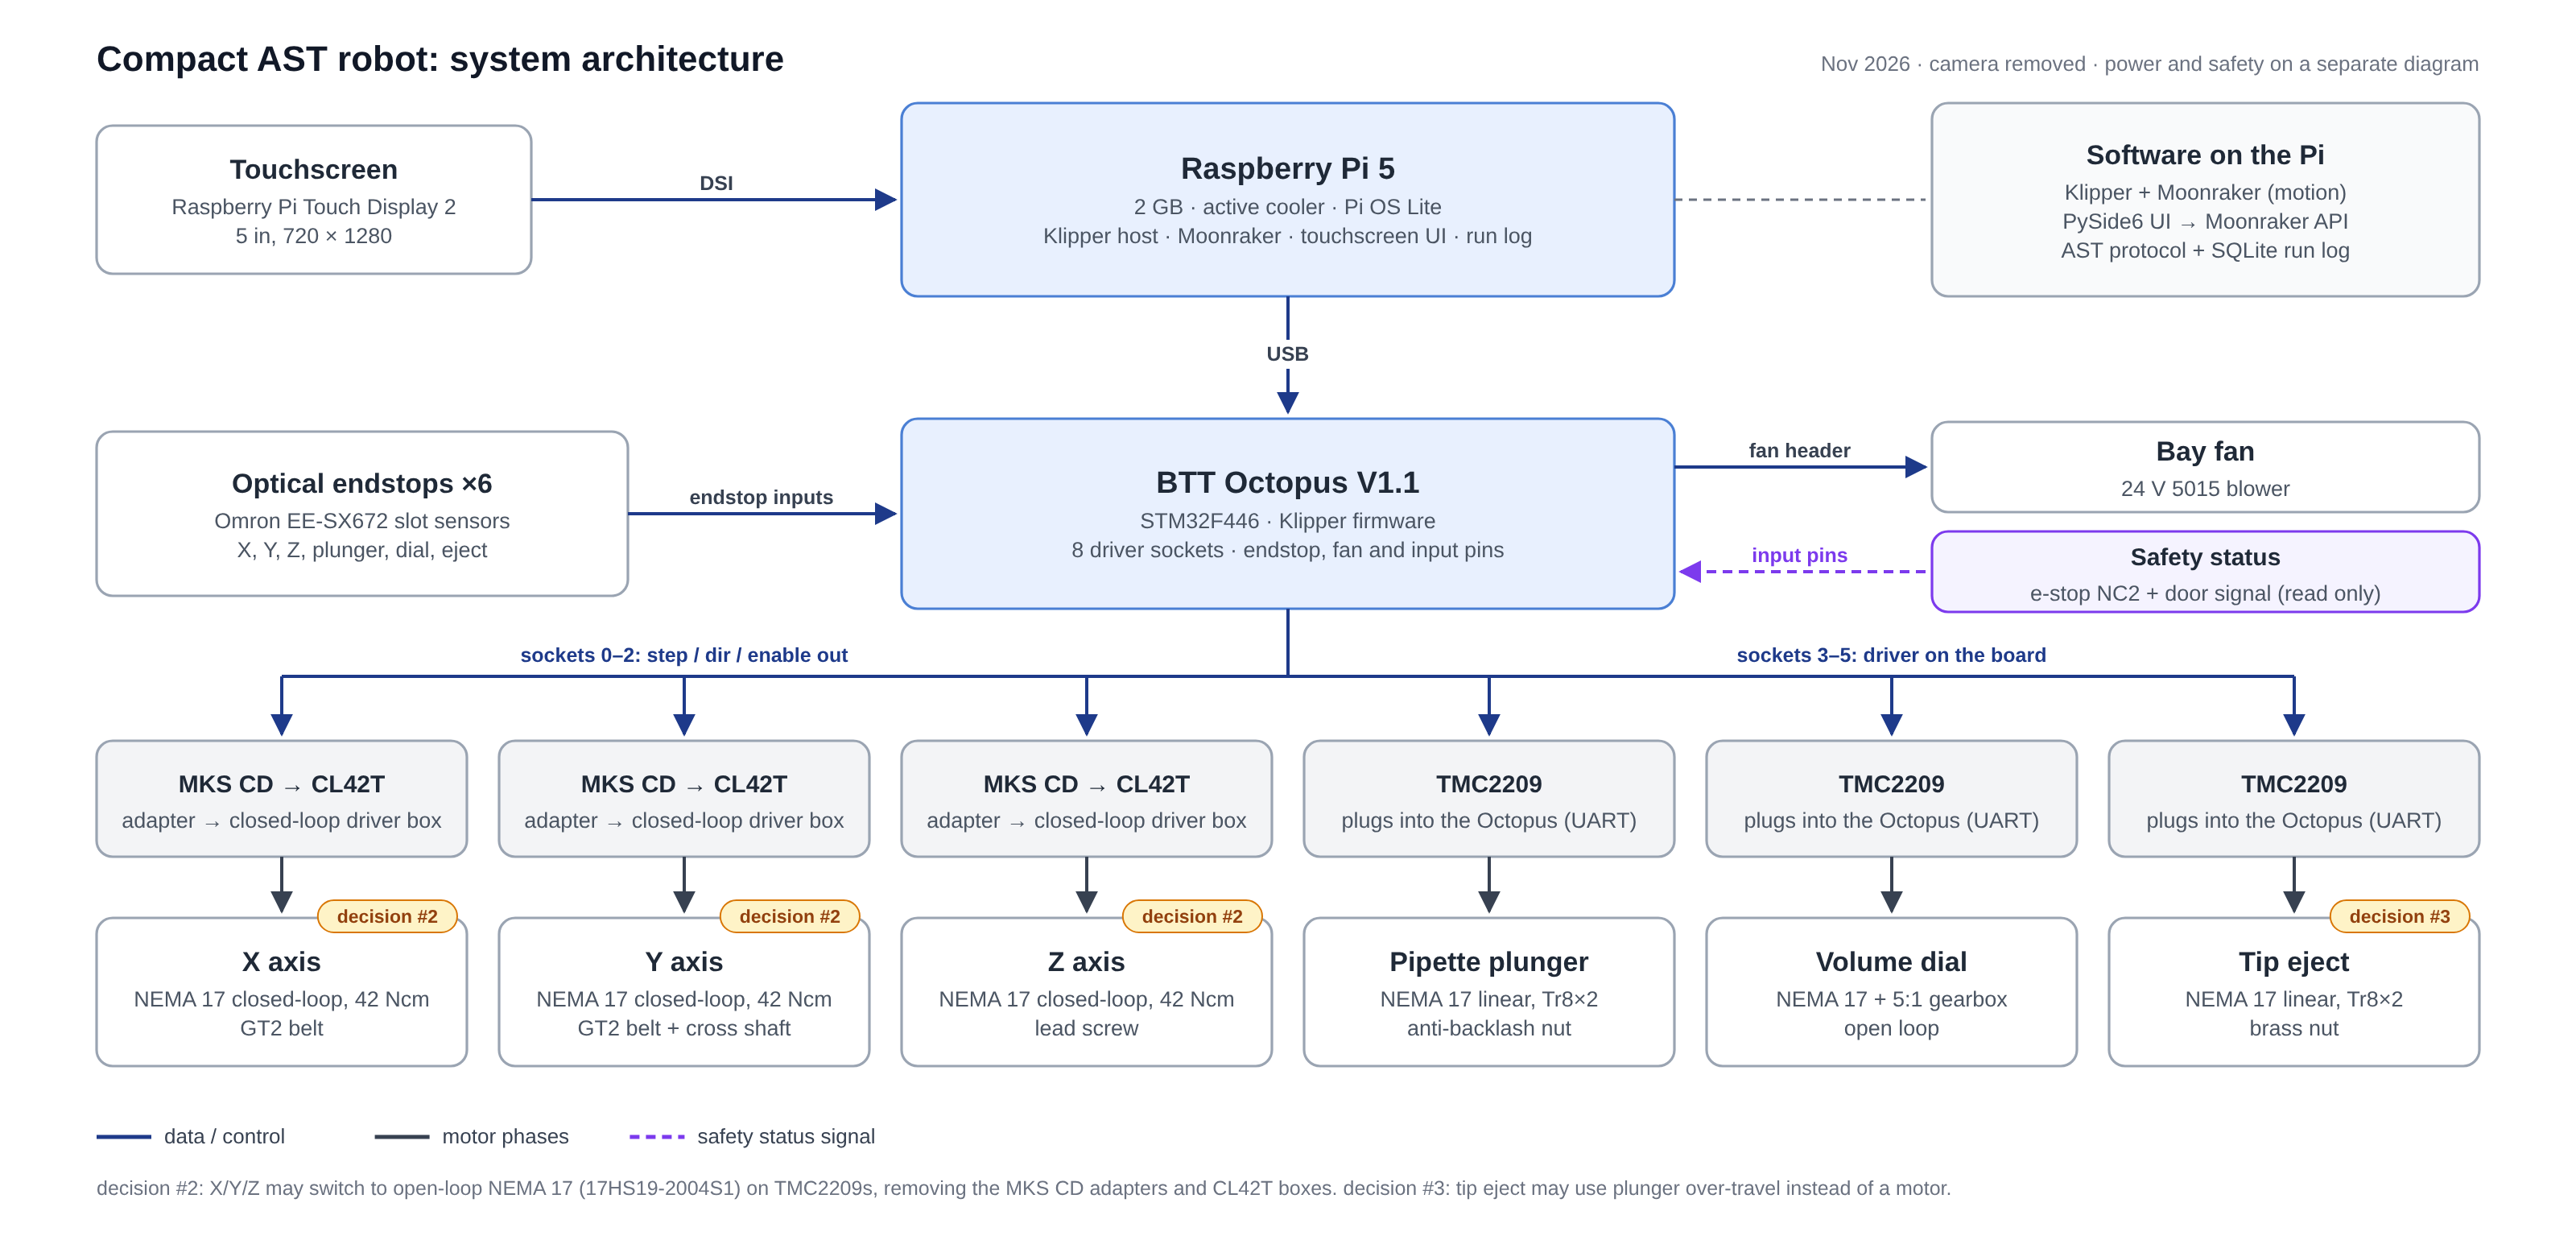 Compact AST robot: system architecture
Nov 2026 · camera removed · power and safety on a separate diagram
Touchscreen
Raspberry Pi Touch Display 2
5 in, 720 × 1280
DSI
Raspberry Pi 5
2 GB · active cooler · Pi OS Lite
Klipper host · Moonraker · touchscreen UI · run log
Software on the Pi
Klipper + Moonraker (motion)
PySide6 UI → Moonraker API
AST protocol + SQLite run log
USB
Optical endstops ×6
Omron EE-SX672 slot sensors
X, Y, Z, plunger, dial, eject
endstop inputs
BTT Octopus V1.1
STM32F446 · Klipper firmware
8 driver sockets · endstop, fan and input pins
fan header
Bay fan
24 V 5015 blower
input pins
Safety status
e-stop NC2 + door signal (read only)
sockets 0–2: step / dir / enable out
sockets 3–5: driver on the board
MKS CD → CL42T
adapter → closed-loop driver box
MKS CD → CL42T
adapter → closed-loop driver box
MKS CD → CL42T
adapter → closed-loop driver box
TMC2209
plugs into the Octopus (UART)
TMC2209
plugs into the Octopus (UART)
TMC2209
plugs into the Octopus (UART)
decision #2
X axis
NEMA 17 closed-loop, 42 Ncm
GT2 belt
decision #2
Y axis
NEMA 17 closed-loop, 42 Ncm
GT2 belt + cross shaft
decision #2
Z axis
NEMA 17 closed-loop, 42 Ncm
lead screw
Pipette plunger
NEMA 17 linear, Tr8×2
anti-backlash nut
Volume dial
NEMA 17 + 5:1 gearbox
open loop
decision #3
Tip eject
NEMA 17 linear, Tr8×2
brass nut
data / control
motor phases
safety status signal
decision #2: X/Y/Z may switch to open-loop NEMA 17 (17HS19-2004S1) on TMC2209s, removing the MKS CD adapters and CL42T boxes. decision #3: tip eject may use plunger over-travel instead of a motor.